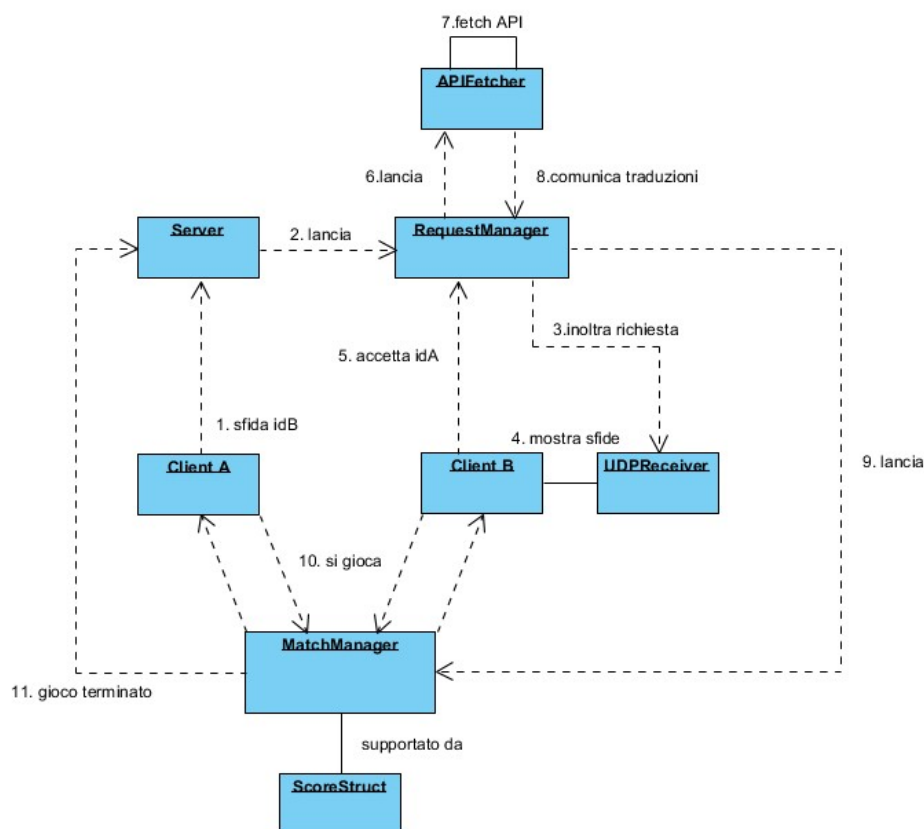 7.fetch API
APIFetcher
6.lancia
8.comunica traduzioni
Server
2. lancia
RequestManager
3.inoltra richiesta
5. accetta idA
1. sfida idB
4. mostra sfide
Client A
Client B
UDPReceiver
9. lancia
10. si gioca
MatchManager
11. gioco terminato
supportato da
ScoreStruct